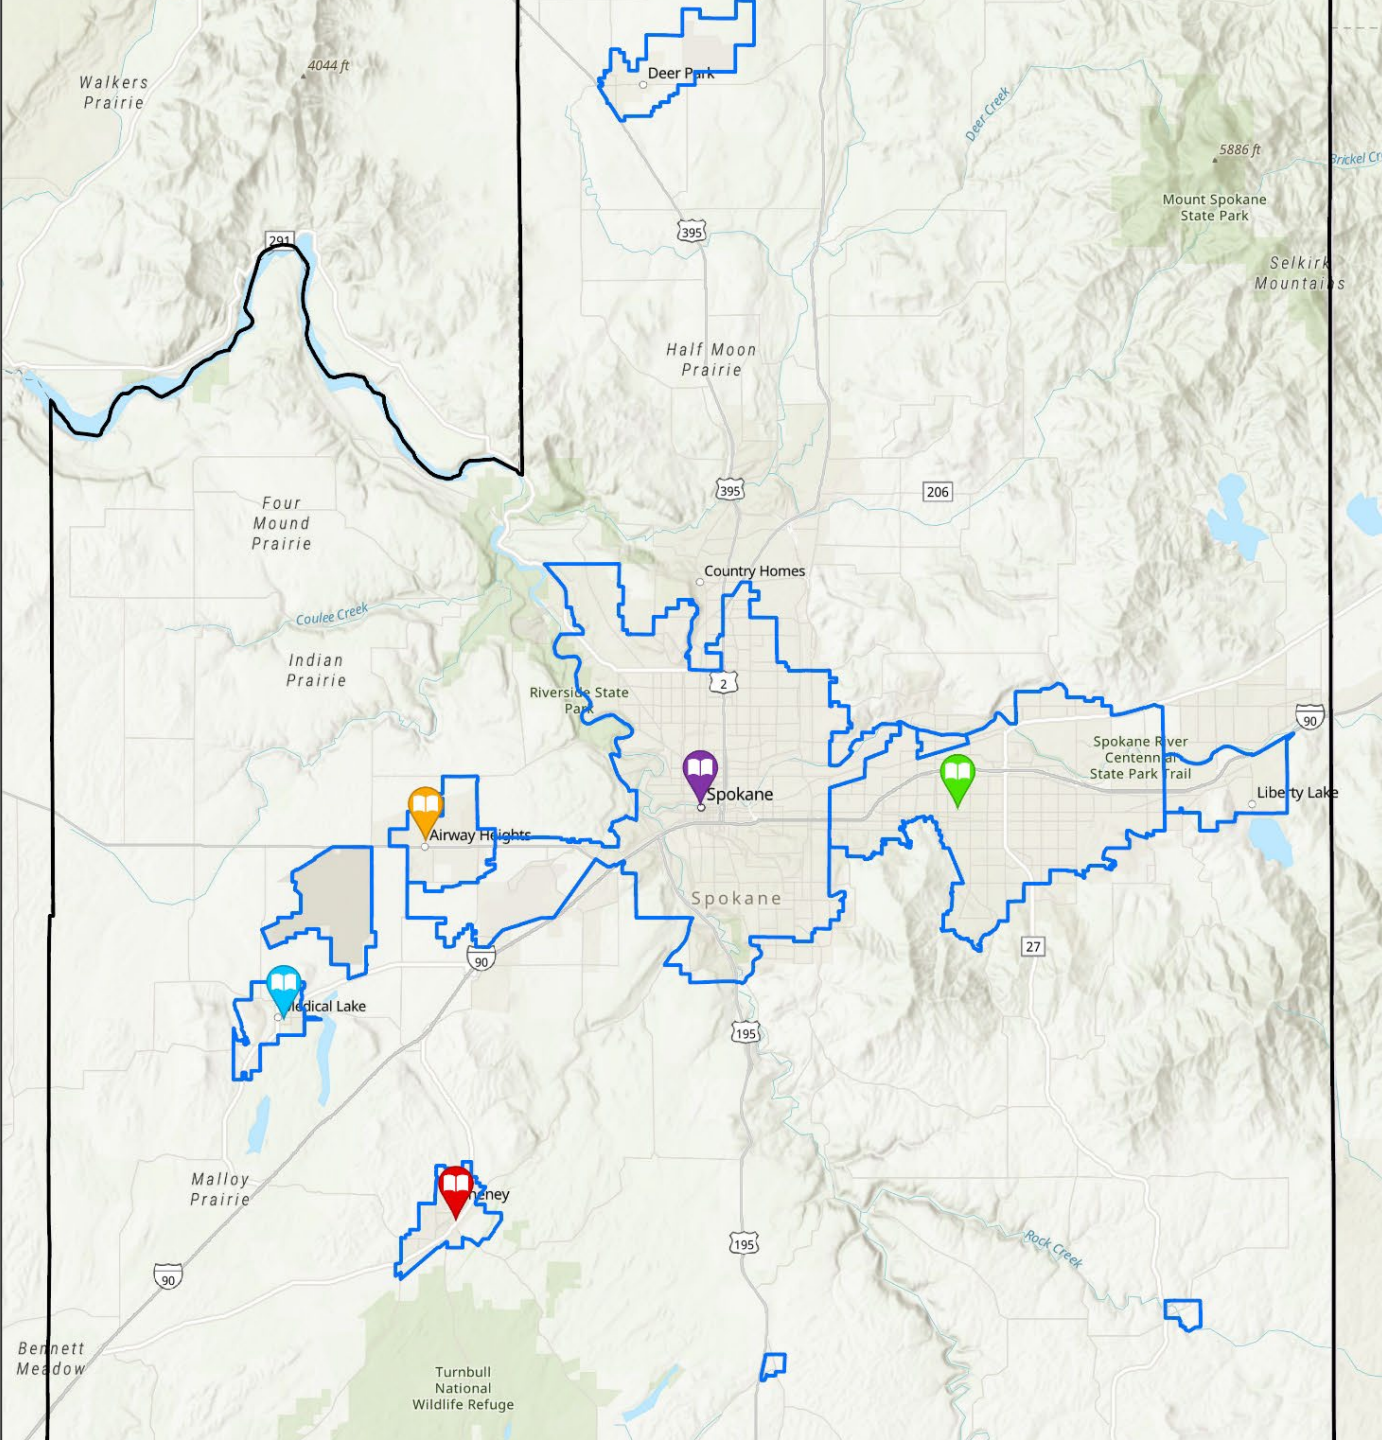 Deer Park
4044 ft
Walkers
Prairie
Deer Creek
5886 ft
Brickel Cr
Mount Spokane
State Park
291
395
Selkirk
Mountains
Half Moon
Prairie
395
206
Four
Mound
Prairie
Country Homes
Coulee Creek
Indian
Prairie
2
Riverside State
Park
90
Spokane River
Centennial
State Park Trail
Spokane
Liberty Lake
Airway Heights
Spokane
27
90
Medical Lake
195
Malloy
Prairie
Cheney
195
Rock Creek
90
Bennett
Meadow
Turnbull
National
Wildlife Refuge